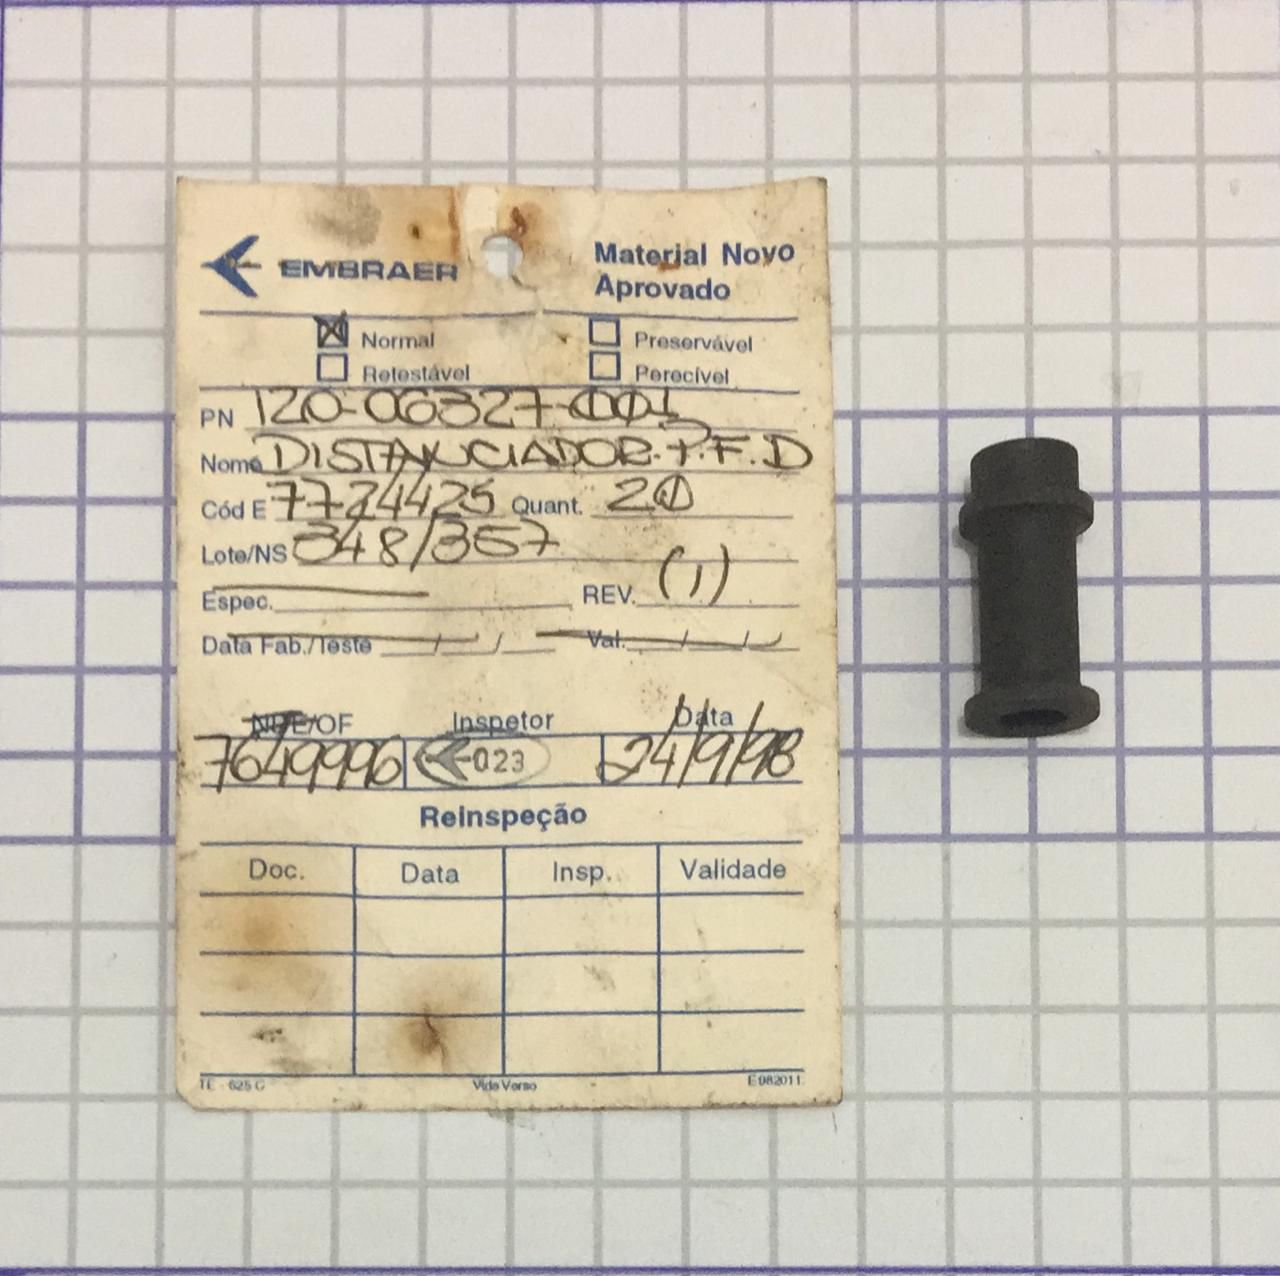 EMBRAER
Material Novo
Aprovado
Normal
Preservável
Retestável
Perecível
PN 120-06327-001
Nome DISTANCIADOR. P.F.D
Cód E 7724425 Quant. 20
Lote/NS 348/357
Espec. REV. (1)
Data Fab./Teste / / Val. / /
NPE/OF Inspetor Data
7649996 023 24/9/98
Reinspeção
Doc. Data Insp. Validade
TE - 625 C Vide Verso E982011